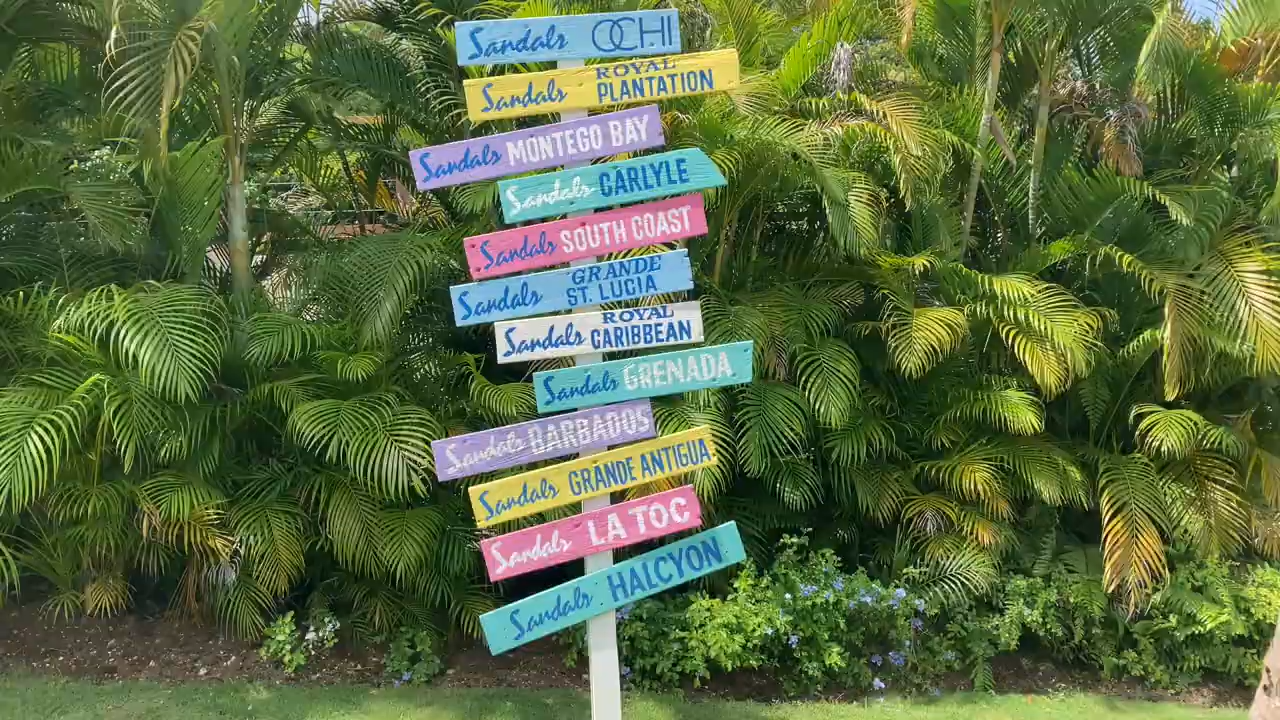 Sandals OCHI
Sandals ROYAL PLANTATION
Sandals MONTEGO BAY
Sandals CARLYLE
Sandals SOUTH COAST
Sandals GRANDE ST. LUCIA
Sandals ROYAL CARIBBEAN
Sandals GRENADA
Sandals BARBADOS
Sandals GRANDE ANTIGUA
Sandals LA TOC
Sandals HALCYON